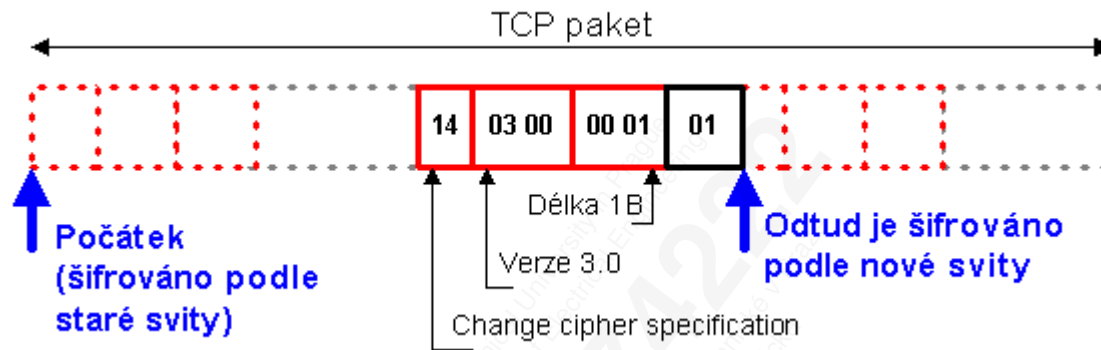 TCP paket
14 03 00 00 01 01
Délka 1B
Počátek
(šifrováno podle
staré svity)
Odtud je šifrováno
podle nové svity
Verze 3.0
Change cipher specification